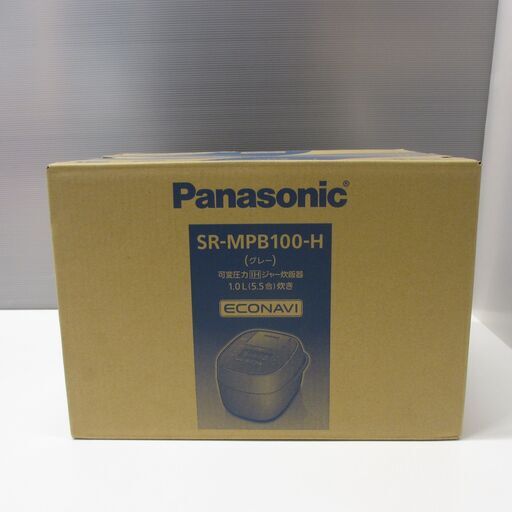 Panasonic®
SR-MPB100-H
(グレー)
可変圧力IHジャー炊飯器
1.0L(5.5合)炊き
ECONAVI